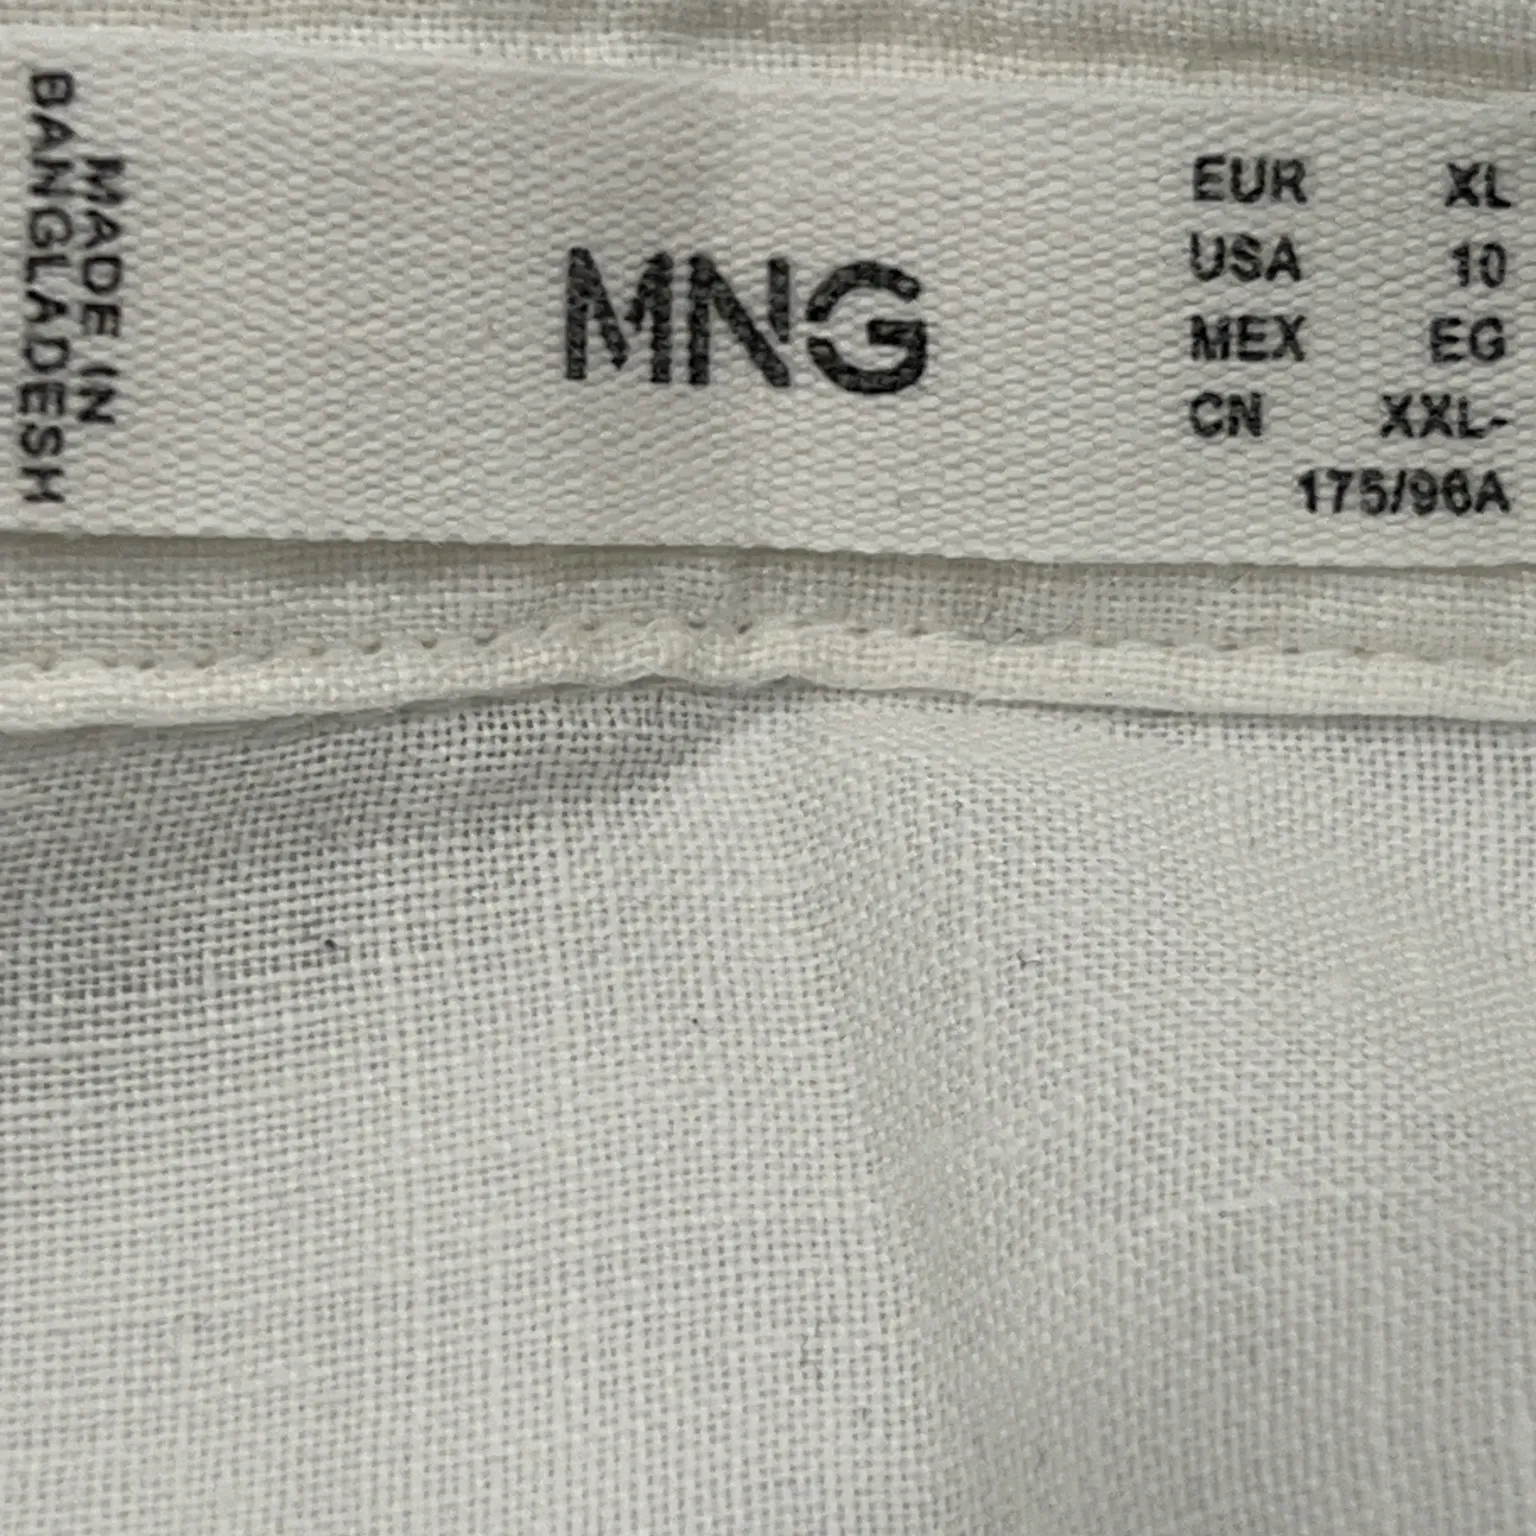 MADE IN
BANGLADESH
MNG
EUR XL
USA 10
MEX EG
CN XXL-
175/96A